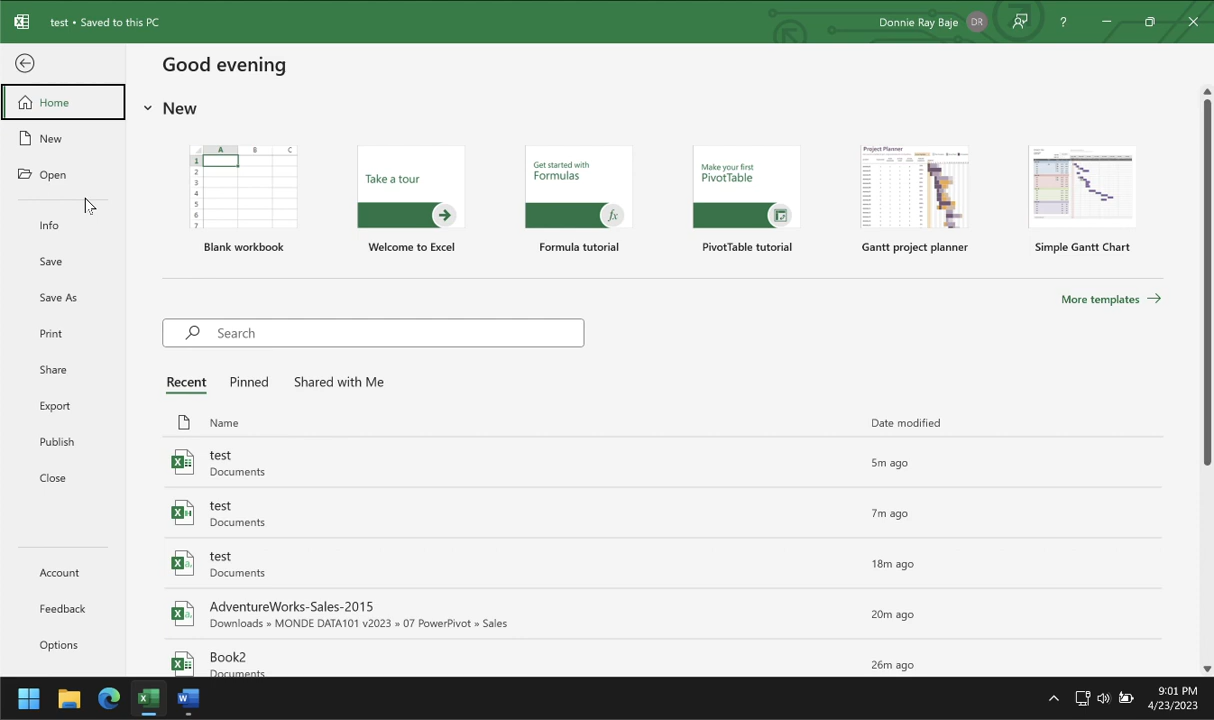 test • Saved to this PC
Donnie Ray Baje DR ?
Good evening
Home
New
Open
Info
Save
Save As
Print
Share
Export
Publish
Close
Account
Feedback
Options
New
A B C
1
2
3
4
5
6
7
Take a tour
Get started with
Formulas
fx
Make your first
PivotTable
Project Planner
Blank workbook Welcome to Excel Formula tutorial PivotTable tutorial Gantt project planner Simple Gantt Chart
More templates
Search
Recent Pinned Shared with Me
Name Date modified
test
Documents
5m ago
test
Documents
7m ago
test
Documents
18m ago
AdventureWorks-Sales-2015
Downloads » MONDE DATA101 v2023 » 07 PowerPivot » Sales
20m ago
Book2
Documents
26m ago
9:01 PM
4/23/2023